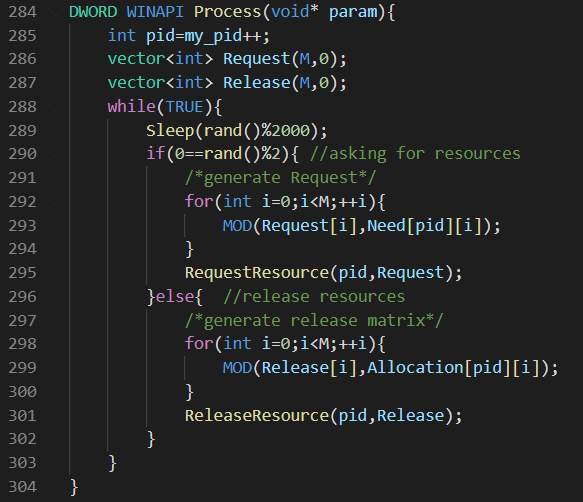 284 DWORD WINAPI Process(void* param){
285     int pid=my_pid++;
286     vector<int> Request(M,0);
287     vector<int> Release(M,0);
288     while(TRUE){
289         Sleep(rand()%2000);
290         if(0==rand()%2){ //asking for resources
291             /*generate Request*/
292             for(int i=0;i<M;++i){
293                 MOD(Request[i],Need[pid][i]);
294             }
295             RequestResource(pid,Request);
296         }else{  //release resources
297             /*generate release matrix*/
298             for(int i=0;i<M;++i){
299                 MOD(Release[i],Allocation[pid][i]);
300             }
301             ReleaseResource(pid,Release);
302         }
303     }
304 }